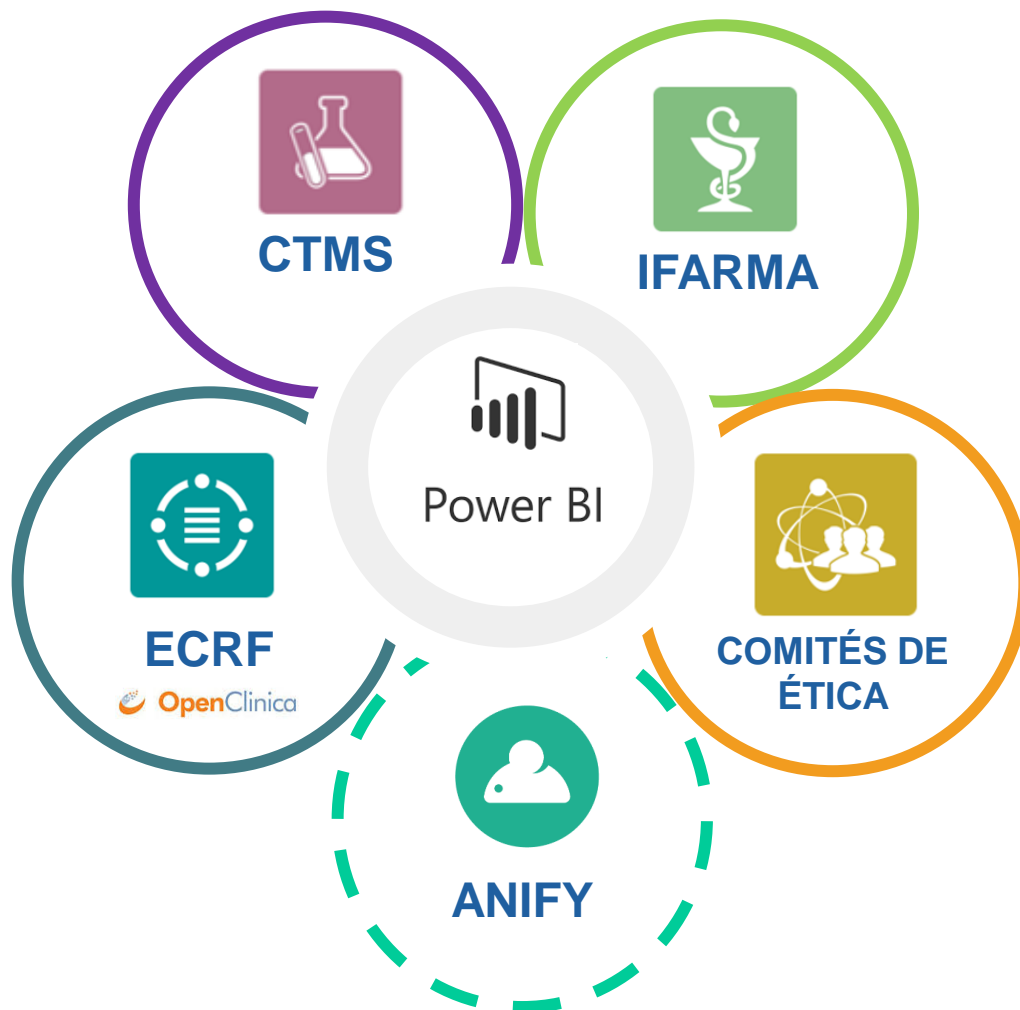 CTMS
IFARMA
Power BI
ECRF
OpenClinica
COMITÉS DE
ÉTICA
ANIFY